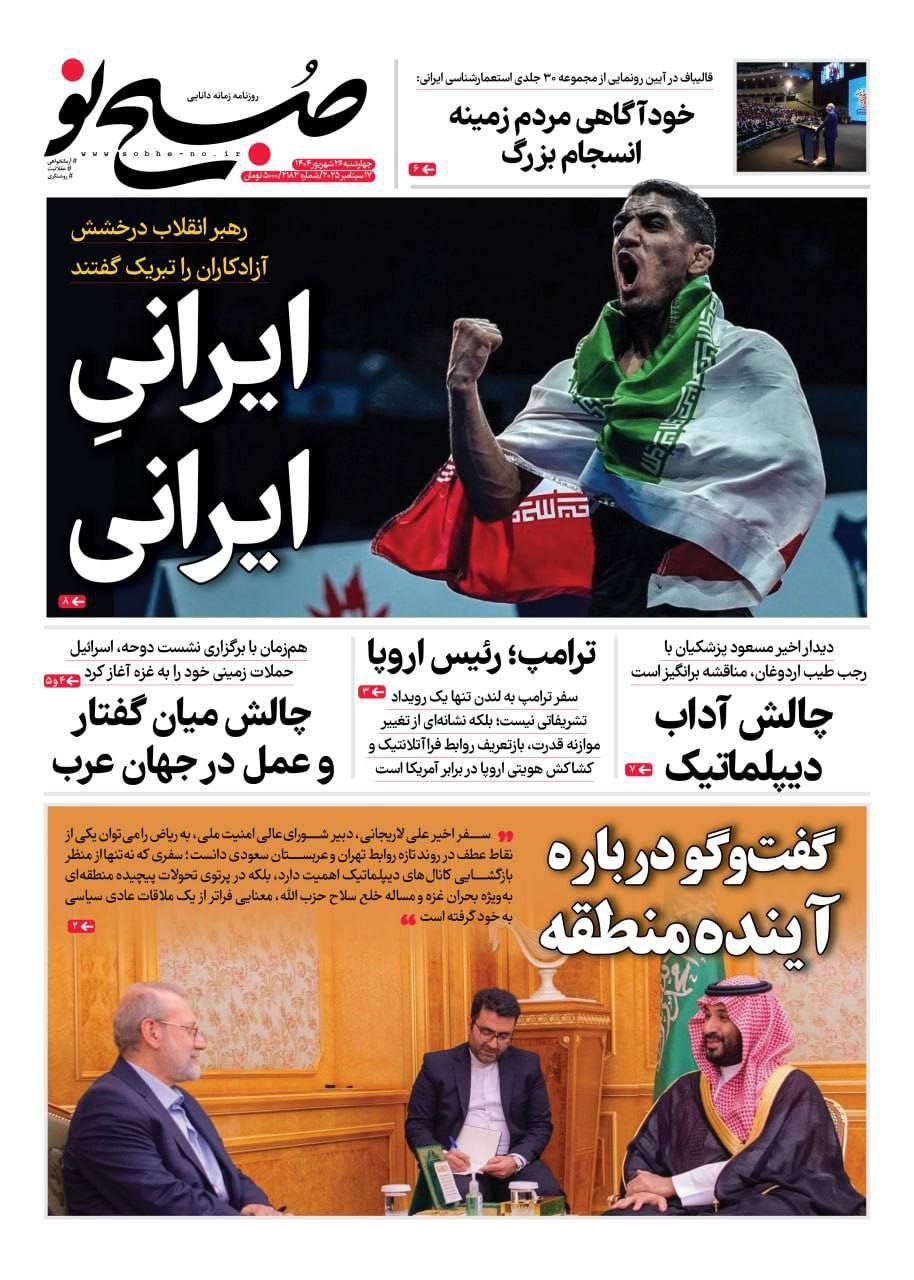 صبح نو
روزنامه زمانه دانایی
www.sobhe-no.ir
#آرمانخواهی
#عقلانیت
#روشنگری
چهارشنبه ۲۶ شهریور ۱۴۰۴
۱۷ سپتامبر ۲۰۲۵/شماره ۲۱۸۲/۵۰۰۰ تومان
قالیباف در آیین رونمایی از مجموعه ۳۰ جلدی استعمارشناسی ایرانی:
خودآگاهی مردم زمینه
انسجام بزرگ
۶
رهبر انقلاب درخشش
آزادکاران را تبریک گفتند
ایرانیِ
ایرانی
۸
دیدار اخیر مسعود پزشکیان با
رجب طیب اردوغان، مناقشه برانگیز است
چالش آداب
دیپلماتیک
۷
ترامپ؛ رئیس اروپا
سفر ترامپ به لندن تنها یک رویداد
۳
تشریفاتی نیست؛ بلکه نشانه‌ای از تغییر
موازنه قدرت، بازتعریف روابط فراآتلانتیک و
کشاکش هویتی اروپا در برابر آمریکا است
هم‌زمان با برگزاری نشست دوحه، اسرائیل
حملات زمینی خود را به غزه آغاز کرد
۴و۵
چالش میان گفتار
و عمل در جهان عرب
گفت‌وگو درباره
آینده منطقه
سفر اخیر علی لاریجانی، دبیر شورای عالی امنیت ملی، به ریاض را می‌توان یکی از
نقاط عطف در روند تازه روابط تهران و عربستان سعودی دانست؛ سفری که نه‌تنها از منظر
بازگشایی کانال‌های دیپلماتیک اهمیت دارد، بلکه در پرتوی تحولات پیچیده منطقه‌ای
به‌ویژه بحران غزه و مساله خلع سلاح حزب الله، معنایی فراتر از یک ملاقات عادی سیاسی
به خود گرفته است
۲